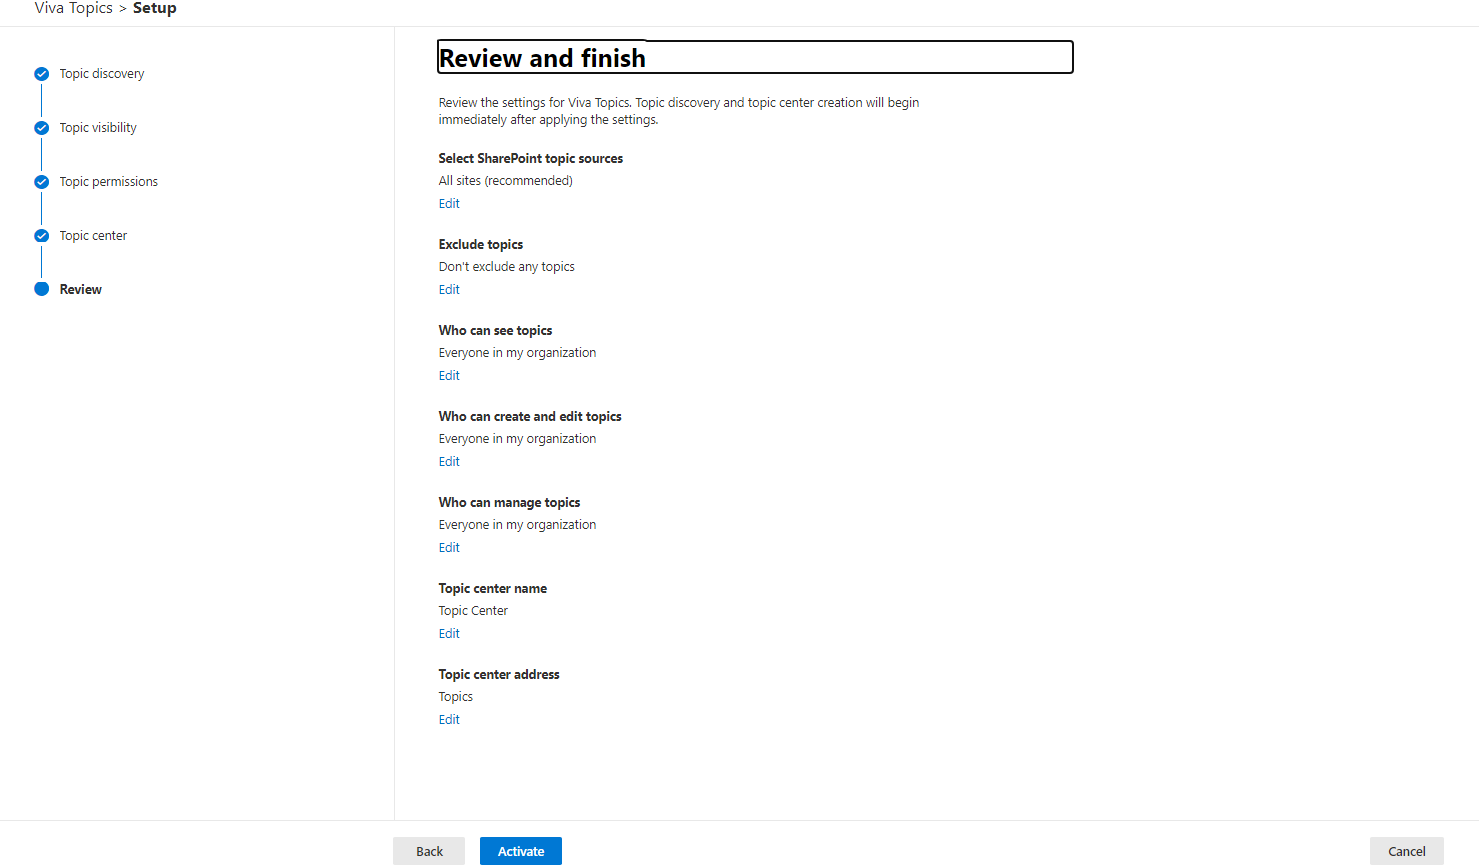 Viva Topics > Setup
Topic discovery
Topic visibility
Topic permissions
Topic center
Review
Review and finish
Review the settings for Viva Topics. Topic discovery and topic center creation will begin
immediately after applying the settings.
Select SharePoint topic sources
All sites (recommended)
Edit
Exclude topics
Don't exclude any topics
Edit
Who can see topics
Everyone in my organization
Edit
Who can create and edit topics
Everyone in my organization
Edit
Who can manage topics
Everyone in my organization
Edit
Topic center name
Topic Center
Edit
Topic center address
Topics
Edit
Back
Activate
Cancel